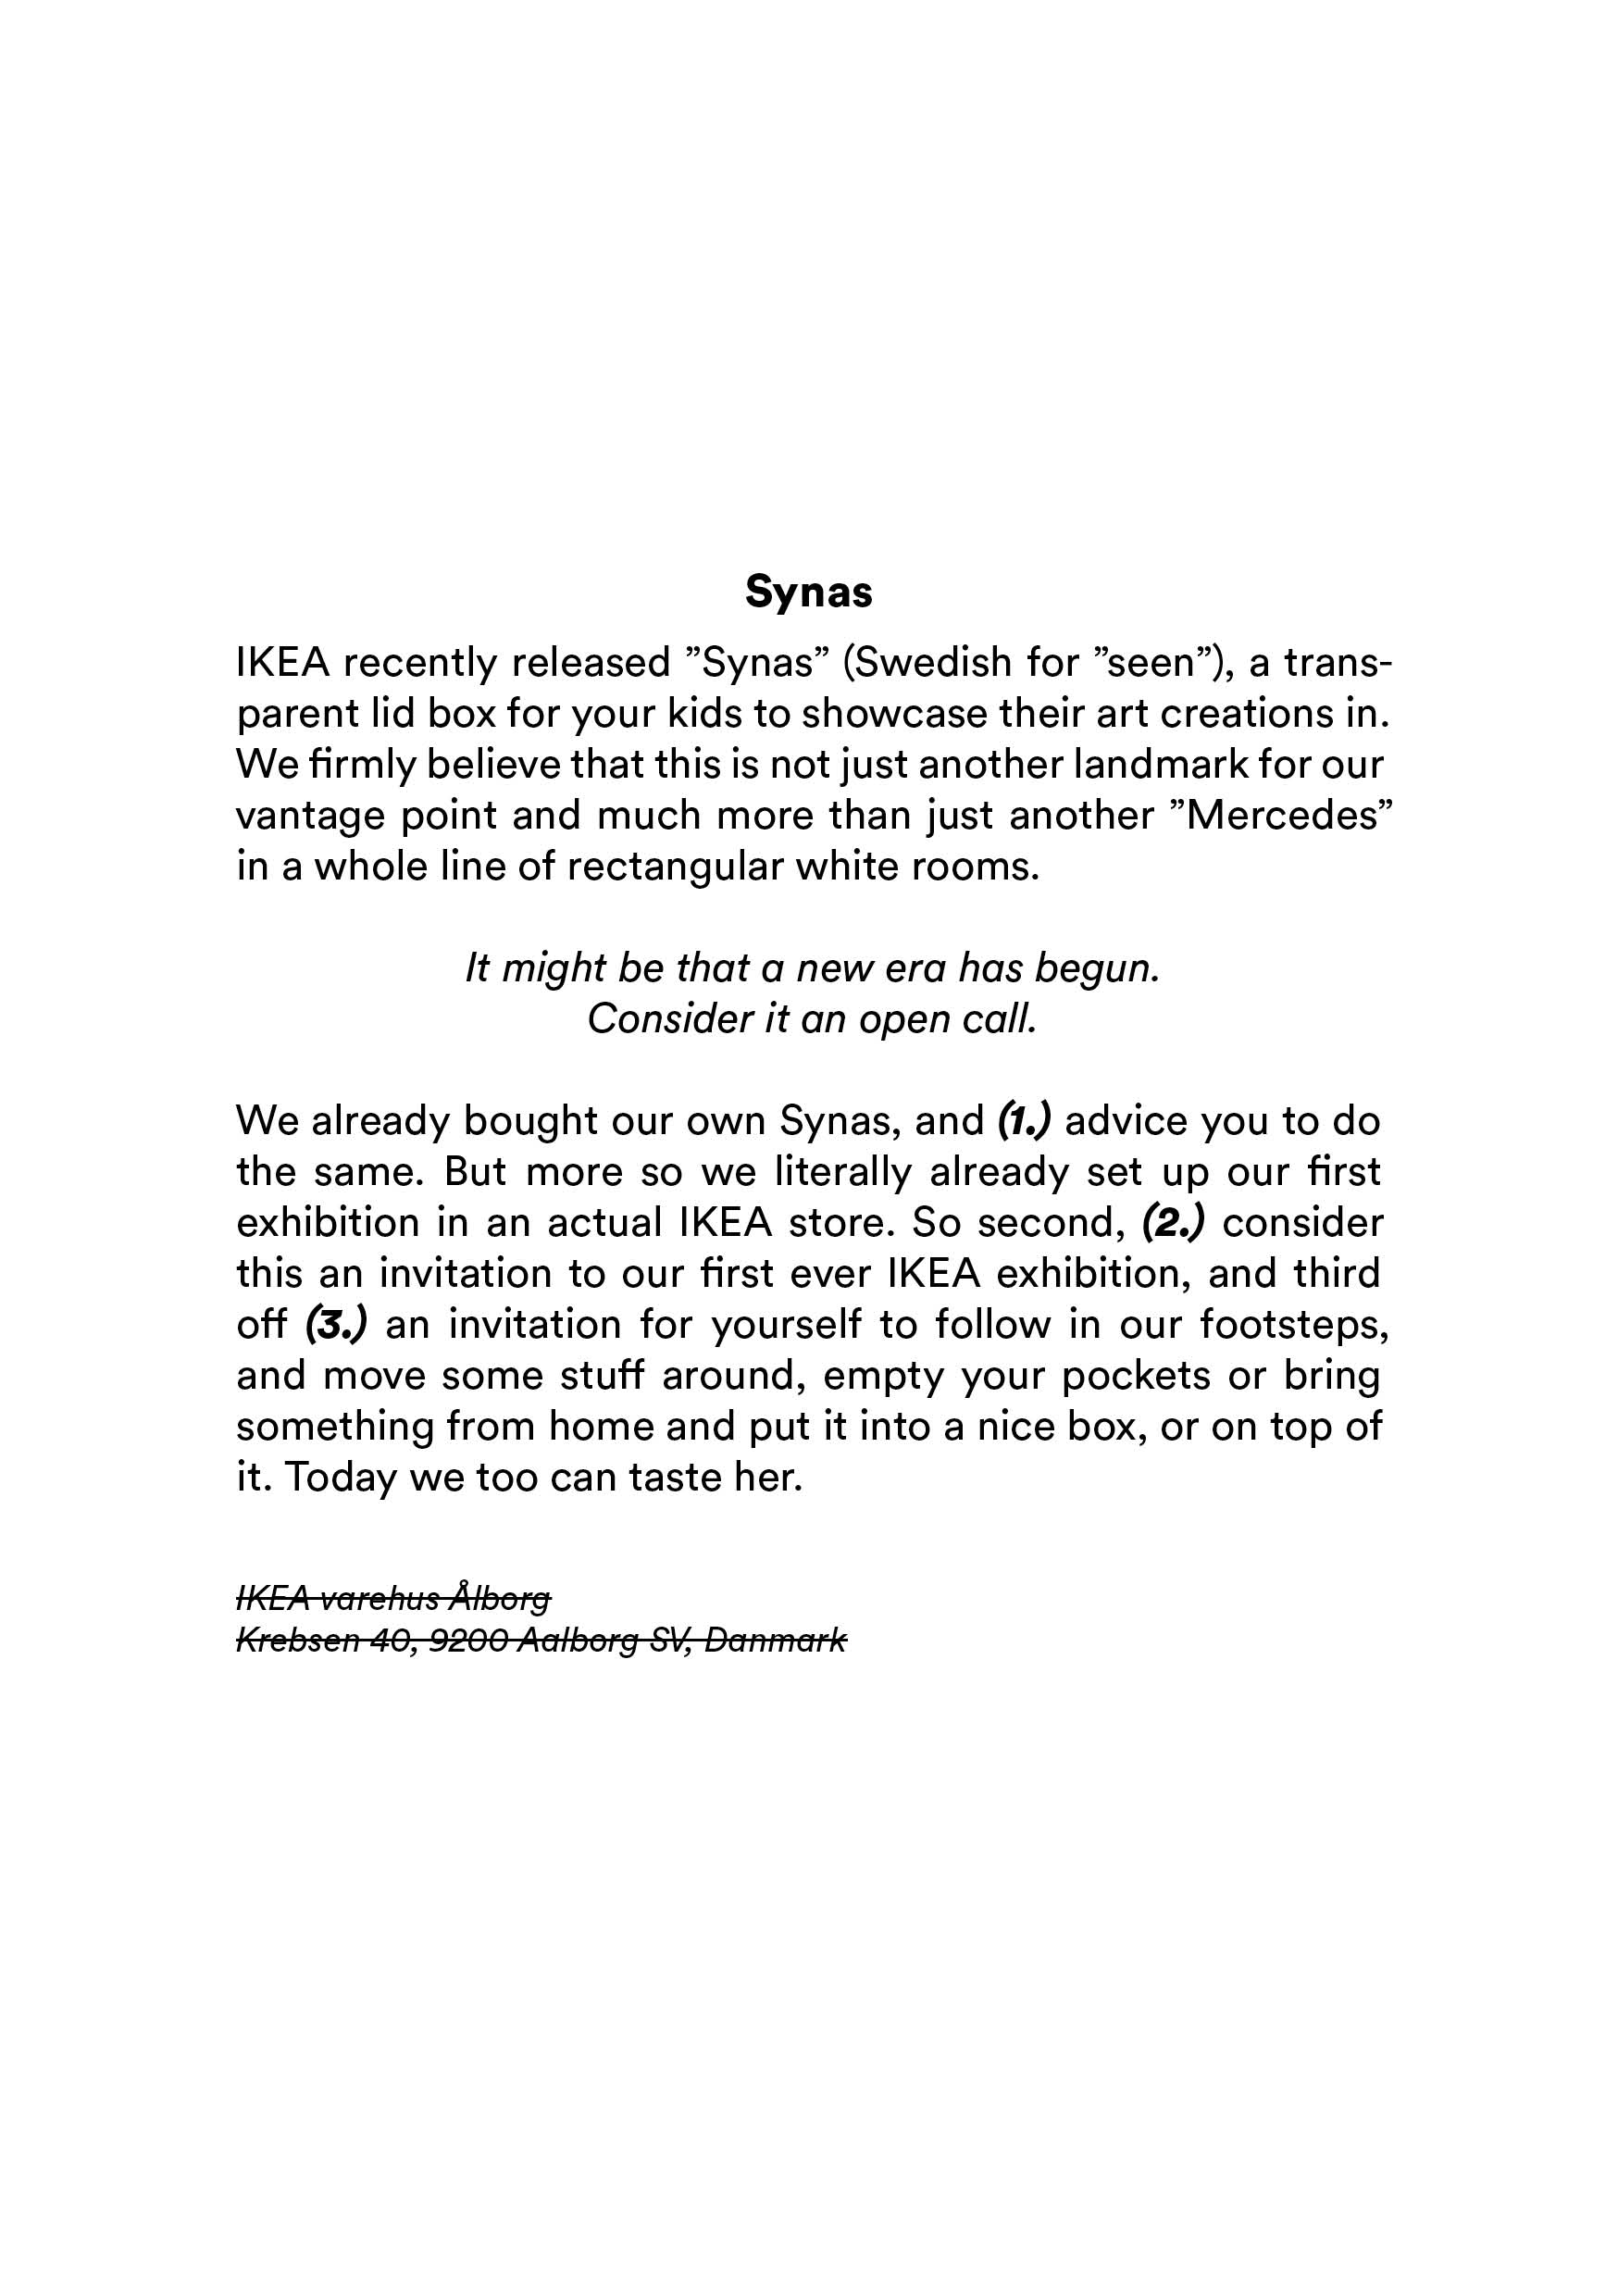 Synas
IKEA recently released ”Synas” (Swedish for ”seen”), a trans-
parent lid box for your kids to showcase their art creations in.
We firmly believe that this is not just another landmark for our
vantage point and much more than just another ”Mercedes”
in a whole line of rectangular white rooms.
It might be that a new era has begun.
Consider it an open call.
We already bought our own Synas, and (1.) advice you to do
the same. But more so we literally already set up our first
exhibition in an actual IKEA store. So second, (2.) consider
this an invitation to our first ever IKEA exhibition, and third
off (3.) an invitation for yourself to follow in our footsteps,
and move some stuff around, empty your pockets or bring
something from home and put it into a nice box, or on top of
it. Today we too can taste her.
IKEA varehus Ålborg
Krebsen 40, 9200 Aalborg SV, Danmark